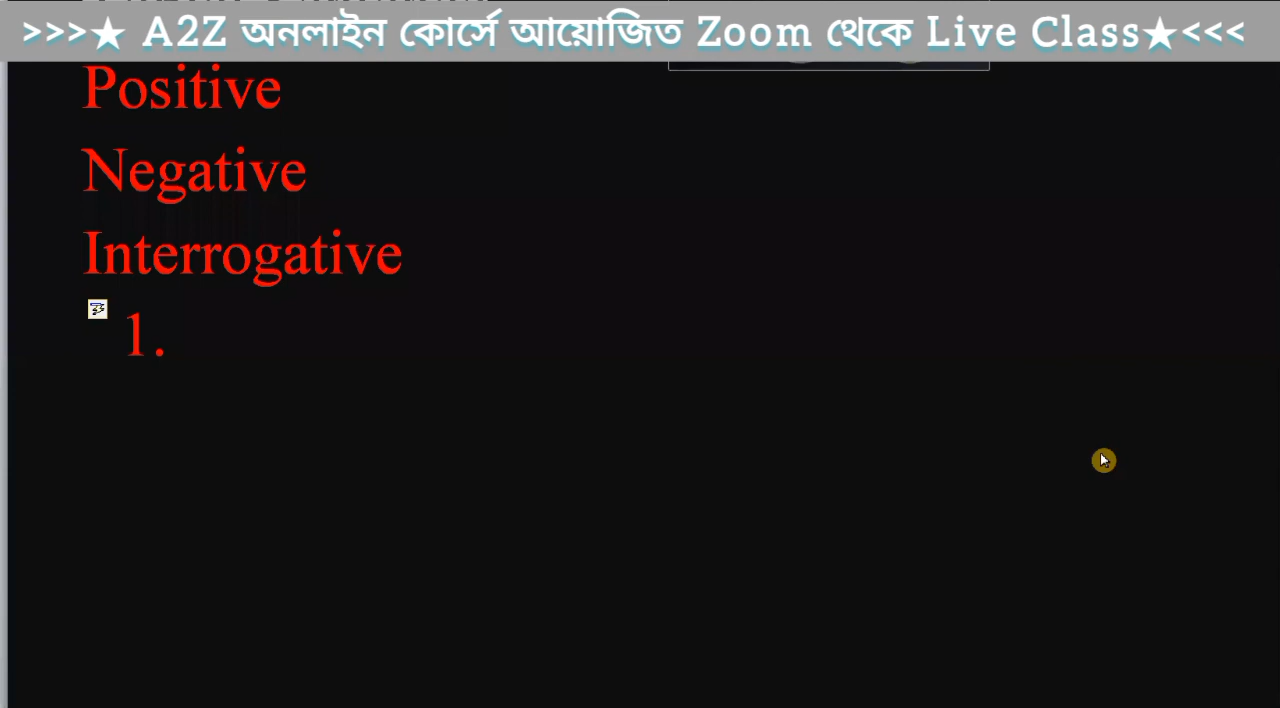 >>>★ A2Z অনলাইন কোর্সে আয়োজিত Zoom থেকে Live Class★<<<
Positive
Negative
Interrogative
1.